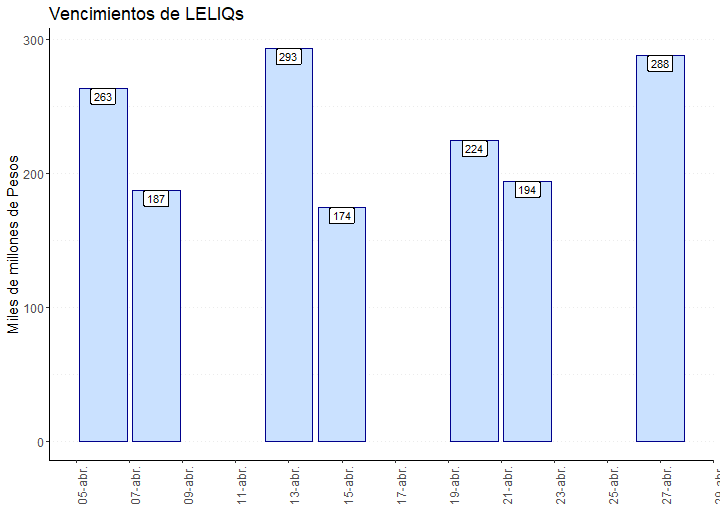 Vencimientos de LELIQs
Miles de millones de Pesos
300
200
100
0
263
187
293
174
224
194
288
05-abr.
07-abr.
09-abr.
11-abr.
13-abr.
15-abr.
17-abr.
19-abr.
21-abr.
23-abr.
25-abr.
27-abr.